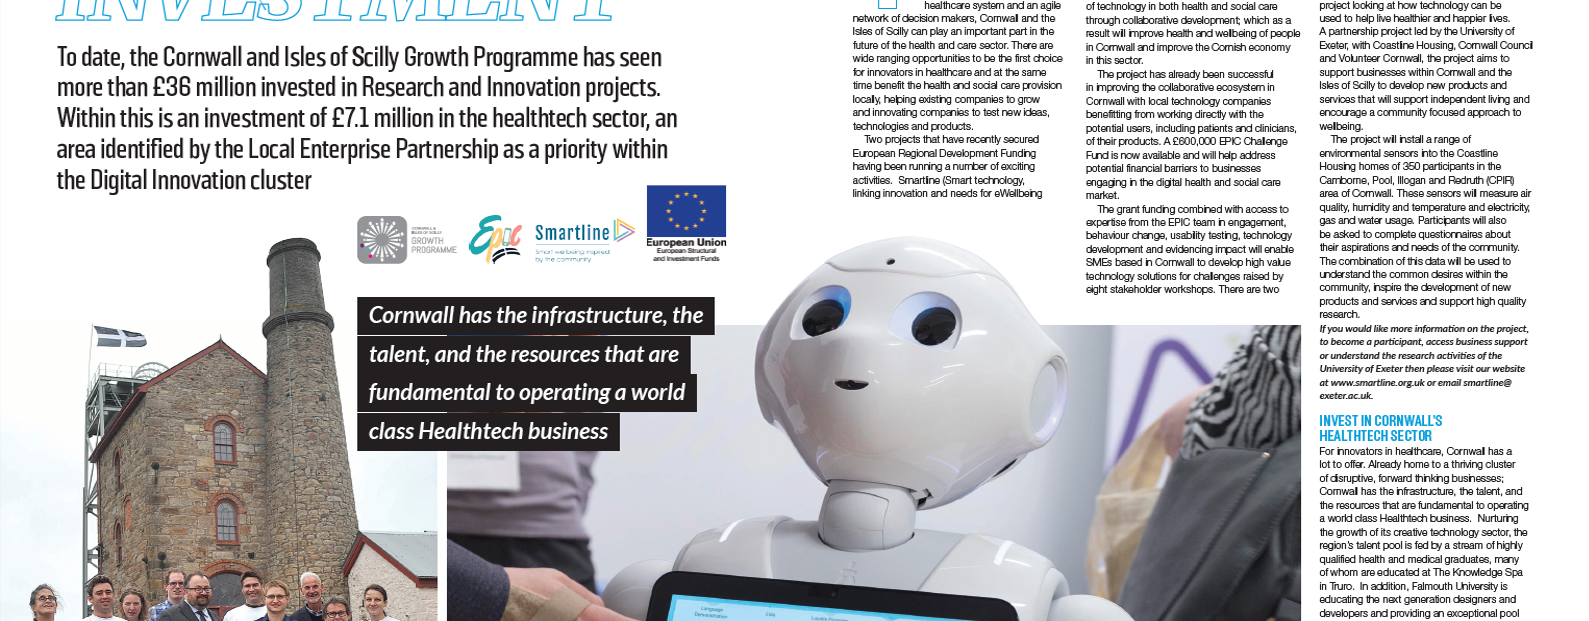 INVESTMENT
To date, the Cornwall and Isles of Scilly Growth Programme has seen
more than £36 million invested in Research and Innovation projects.
Within this is an investment of £7.1 million in the healthtech sector, an
area identified by the Local Enterprise Partnership as a priority within
the Digital Innovation cluster
CORNWALL &
ISLES OF SCILLY
GROWTH
PROGRAMME
Epic
Smartline
Smart wellbeing inspired
by the community
European Union
European Structural
and Investment Funds
Cornwall has the infrastructure, the
talent, and the resources that are
fundamental to operating a world
class Healthtech business
healthcare system and an agile
network of decision makers, Cornwall and the
Isles of Scilly can play an important part in the
future of the health and care sector. There are
wide ranging opportunities to be the first choice
for innovators in healthcare and at the same
time benefit the health and social care provision
locally, helping existing companies to grow
and innovating companies to test new ideas,
technologies and products.
Two projects that have recently secured
European Regional Development Funding
having been running a number of exciting
activities. Smartline (Smart technology,
linking innovation and needs for eWellbeing
of technology in both health and social care
through collaborative development; which as a
result will improve health and wellbeing of people
in Cornwall and improve the Cornish economy
in this sector.
The project has already been successful
in improving the collaborative ecosystem in
Cornwall with local technology companies
benefitting from working directly with the
potential users, including patients and clinicians,
of their products. A £600,000 EPIC Challenge
Fund is now available and will help address
potential financial barriers to businesses
engaging in the digital health and social care
market.
The grant funding combined with access to
expertise from the EPIC team in engagement,
behaviour change, usability testing, technology
development and evidencing impact will enable
SMEs based in Cornwall to develop high value
technology solutions for challenges raised by
eight stakeholder workshops. There are two
project looking at how technology can be
used to help live healthier and happier lives.
A partnership project led by the University of
Exeter, with Coastline Housing, Cornwall Council
and Volunteer Cornwall, the project aims to
support businesses within Cornwall and the
Isles of Scilly to develop new products and
services that will support independent living and
encourage a community focused approach to
wellbeing.
The project will install a range of
environmental sensors into the Coastline
Housing homes of 350 participants in the
Camborne, Pool, Illogan and Redruth (CPIR)
area of Cornwall. These sensors will measure air
quality, humidity and temperature and electricity,
gas and water usage. Participants will also
be asked to complete questionnaires about
their aspirations and needs of the community.
The combination of this data will be used to
understand the common desires within the
community, inspire the development of new
products and services and support high quality
research.
If you would like more information on the project,
to become a participant, access business support
or understand the research activities of the
University of Exeter then please visit our website
at www.smartline.org.uk or email smartline@
exeter.ac.uk.
INVEST IN CORNWALL'S
HEALTHTECH SECTOR
For innovators in healthcare, Cornwall has a
lot to offer. Already home to a thriving cluster
of disruptive, forward thinking businesses;
Cornwall has the infrastructure, the talent, and
the resources that are fundamental to operating
a world class Healthtech business. Nurturing
the growth of its creative technology sector, the
region's talent pool is fed by a stream of highly
qualified health and medical graduates, many
of whom are educated at The Knowledge Spa
in Truro. In addition, Falmouth University is
educating the next generation designers and
developers and providing an exceptional pool
Language
Demonstration